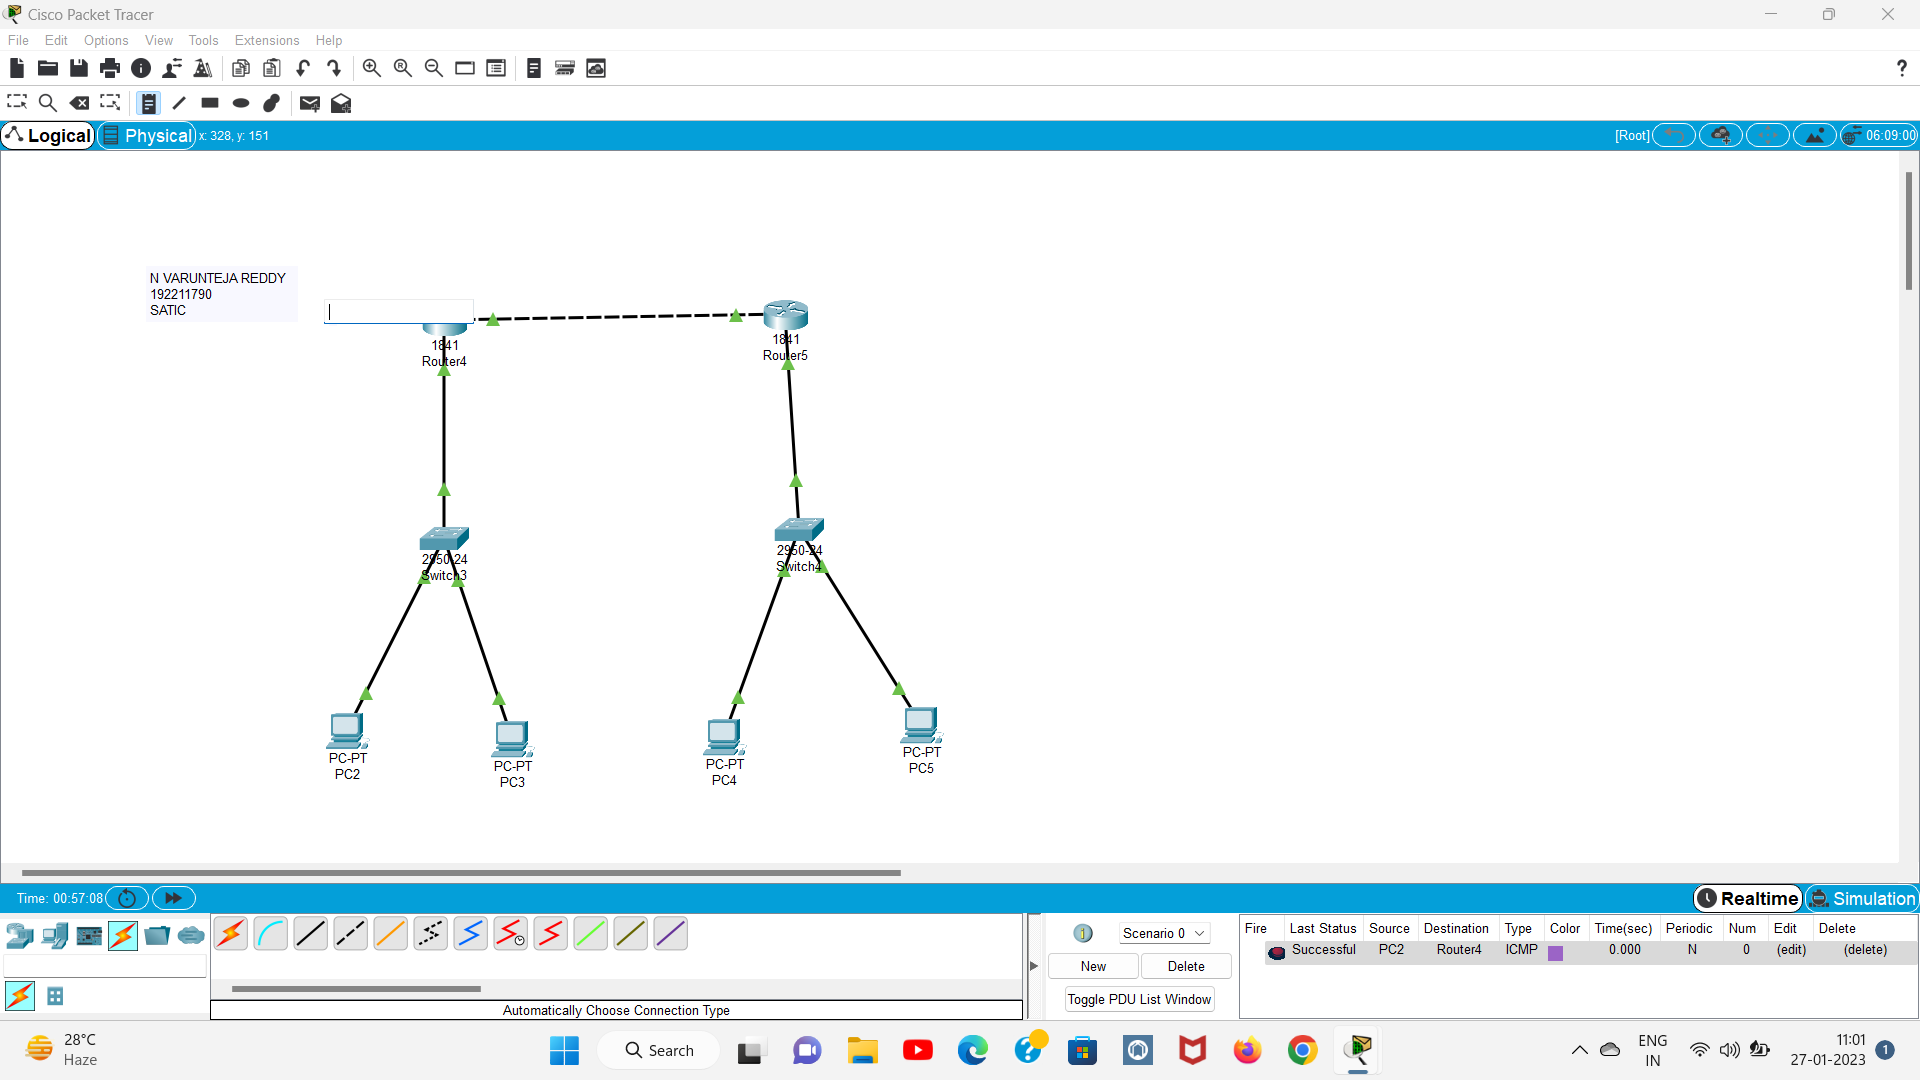 Cisco Packet Tracer
File Edit Options View Tools Extensions Help
?
Logical Physical x: 328, y: 151 [Root] 06:09:00
N VARUNTEJA REDDY
192211790
SATIC
1841
Router4
1841
Router5
2950-24
Switch3
2950-24
Switch4
PC-PT
PC2
PC-PT
PC3
PC-PT
PC4
PC-PT
PC5
Time: 00:57:08 Realtime Simulation
Scenario 0
New Delete
Toggle PDU List Window
Fire Last Status Source Destination Type Color Time(sec) Periodic Num Edit Delete
Successful PC2 Router4 ICMP 0.000 N 0 (edit) (delete)
Automatically Choose Connection Type
28°C
Haze
Search
ENG
IN
11:01
27-01-2023
1